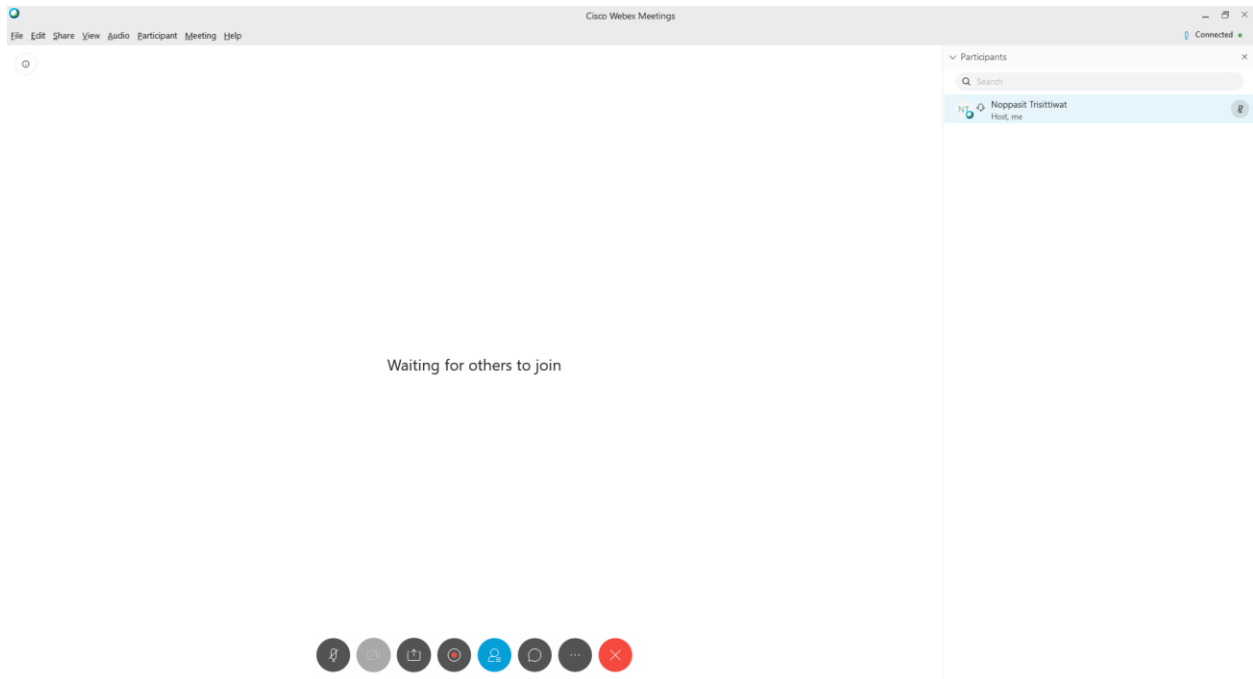 Cisco Webex Meetings
File Edit Share View Audio Participant Meeting Help
Connected
Participants
Search
NT
Noppasit Trisittiwat
Host, me
Waiting for others to join